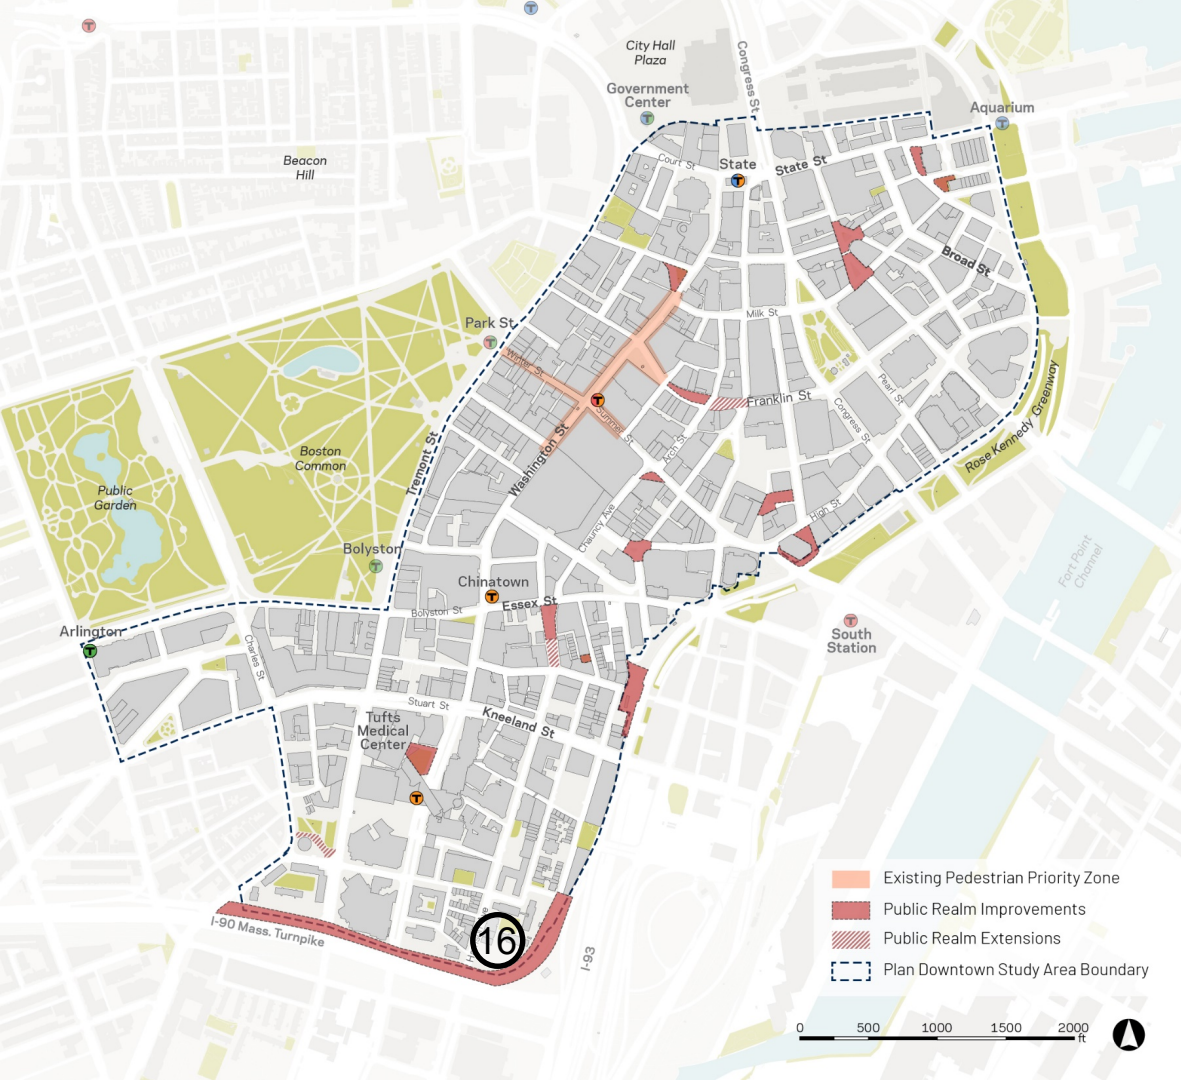 City Hall
Plaza
Congress St
Government
Center
Aquarium
Beacon
Hill
Court St
State
State St
Broad St
Park St
Milk St
Winter St
Summer St
Franklin St
Pearl St
Congress St
Arch St
Washington St
Tremont St
Rose Kennedy Greenway
Boston
Common
Public
Garden
High St
Chauncy Ave
Bolyston
Chinatown
Essex St
Bolyston St
Fort Point
Channel
Arlington
Charles St
South
Station
Stuart St
Kneeland St
Tufts
Medical
Center
I-90 Mass. Turnpike
16
I-93
Existing Pedestrian Priority Zone
Public Realm Improvements
Public Realm Extensions
Plan Downtown Study Area Boundary
0 500 1000 1500 2000
ft